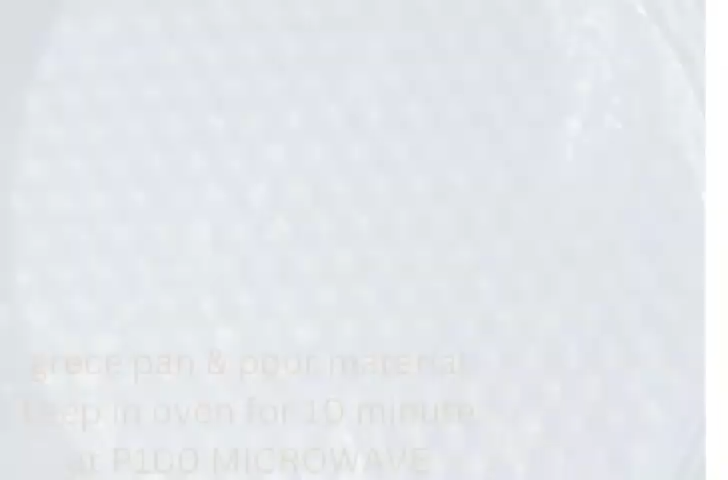 grece pan & poor material
keep in oven for 10 minute
at P100 MICROWAVE